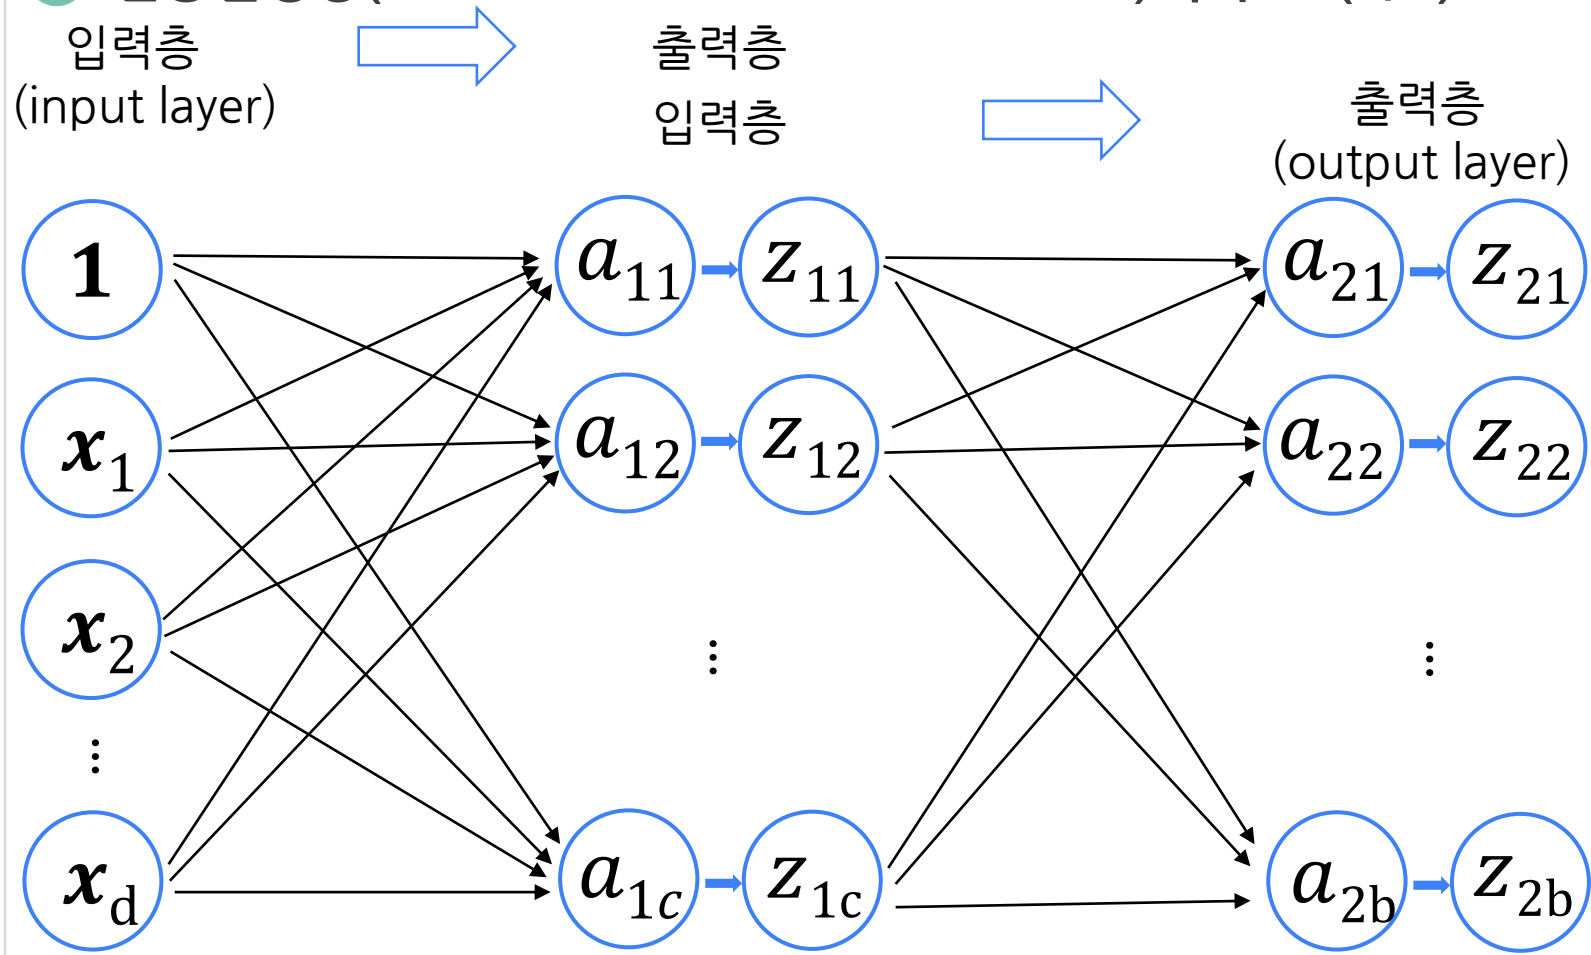 입력층
(input layer)
출력층
입력층
출력층
(output layer)
1
a11
z11
a21
z21
x1
a12
z12
a22
z22
x2
⋮
⋮
⋮
xd
a1c
z1c
a2b
z2b